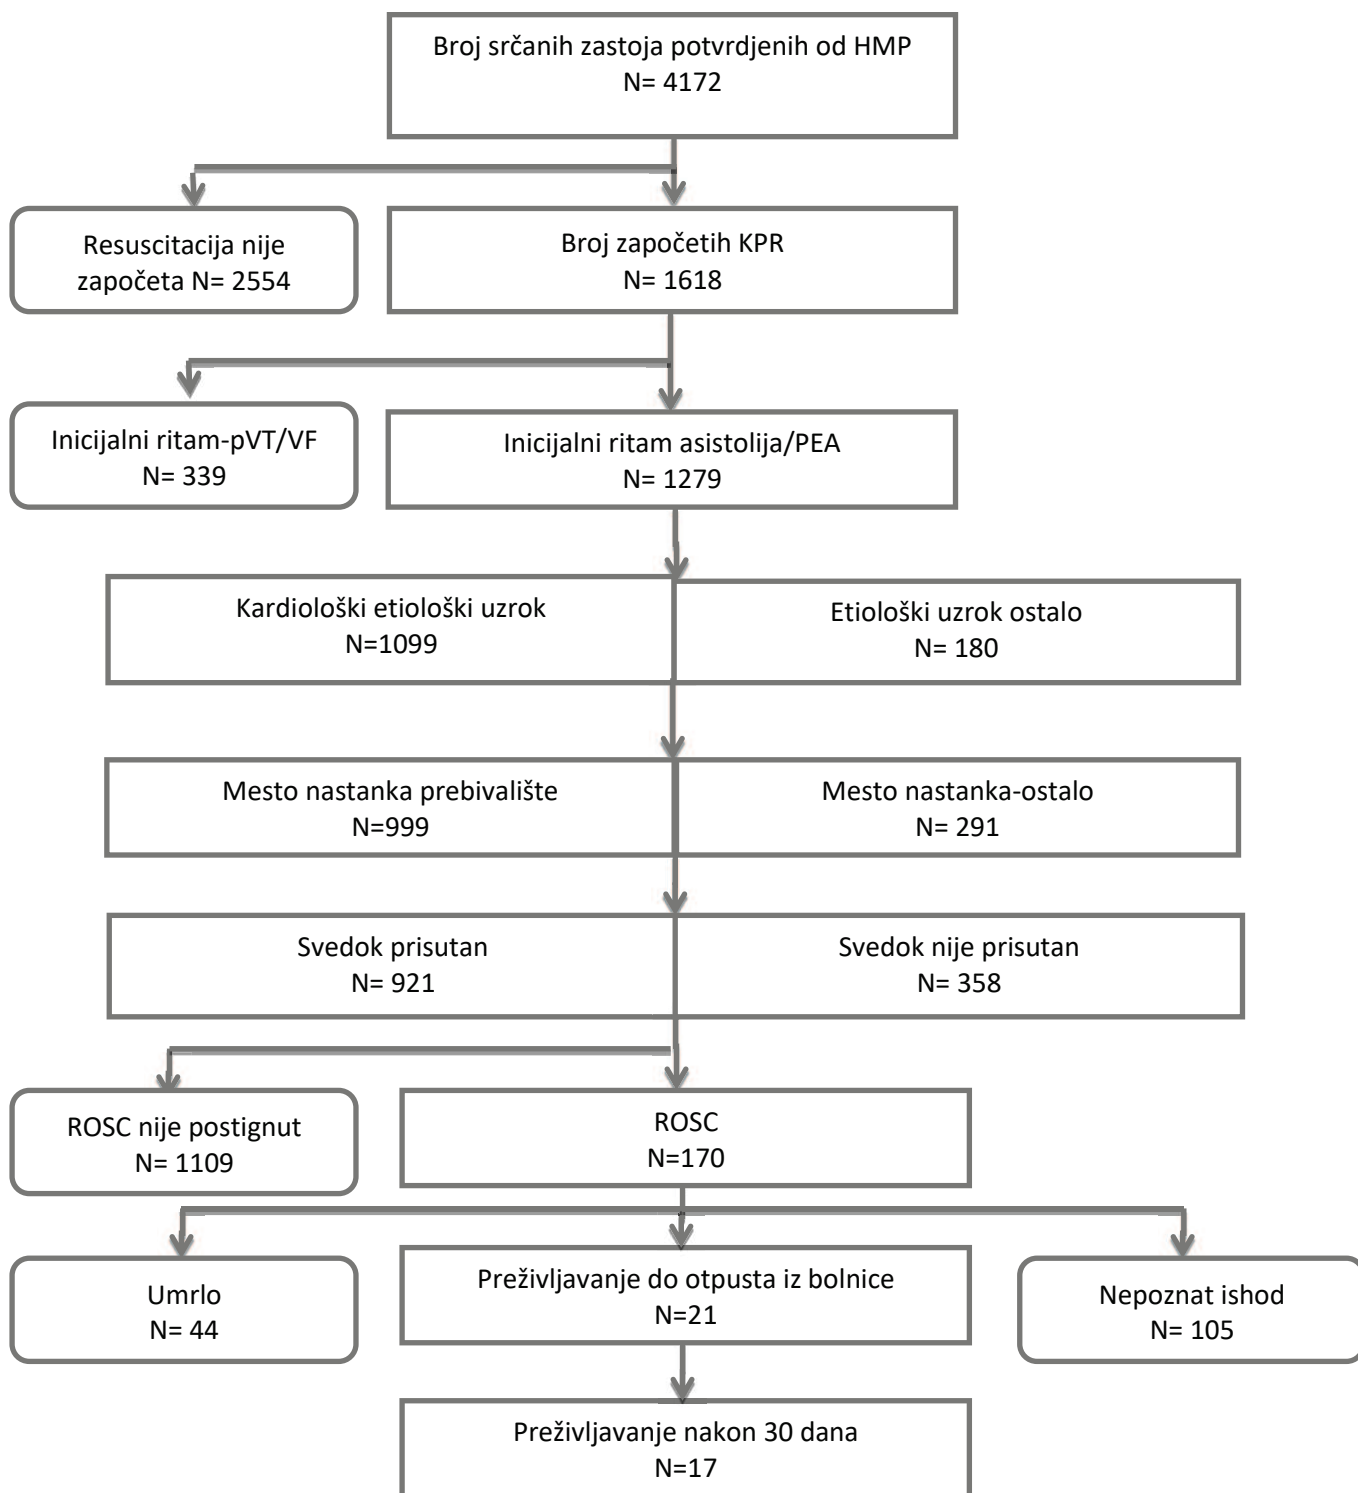 Broj srčanih zastoja potvrdjenih od HMP
N= 4172
Resuscitacija nije
započeta N= 2554
Broj započetih KPR
N= 1618
Inicijalni ritam-pVT/VF
N= 339
Inicijalni ritam asistolija/PEA
N= 1279
Kardiološki etiološki uzrok
N=1099
Etiološki uzrok ostalo
N= 180
Mesto nastanka prebivalište
N=999
Mesto nastanka-ostalo
N= 291
Svedok prisutan
N= 921
Svedok nije prisutan
N= 358
ROSC nije postignut
N= 1109
ROSC
N=170
Umrlo
N= 44
Preživljavanje do otpusta iz bolnice
N=21
Nepoznat ishod
N= 105
Preživljavanje nakon 30 dana
N=17